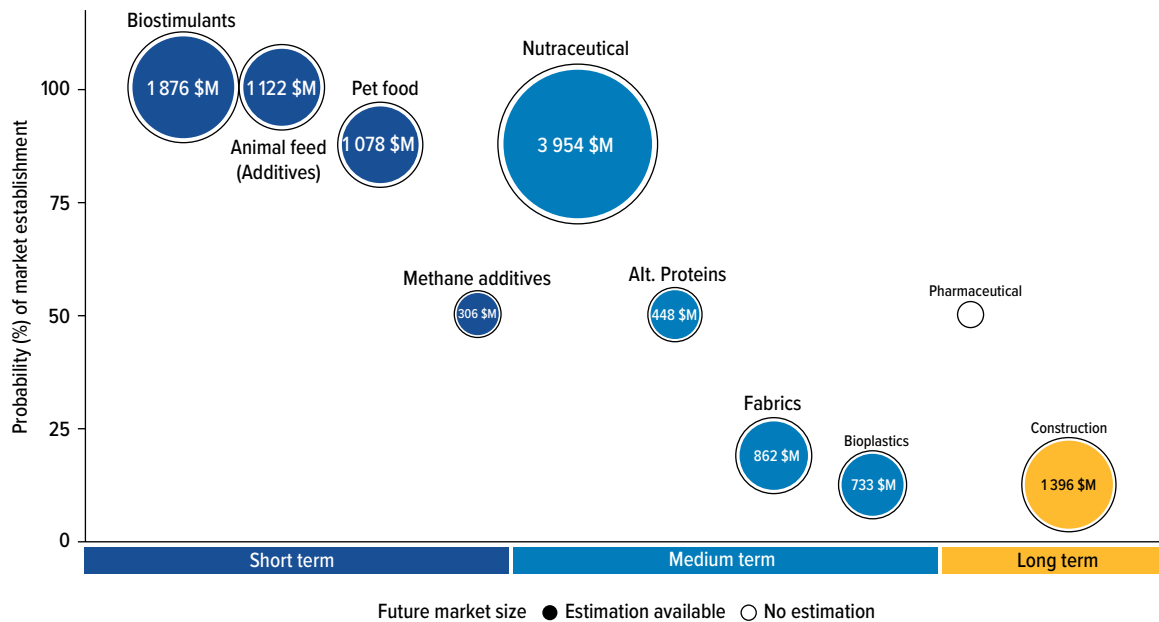 Biostimulants
1 876 $M
1 122 $M
Animal feed
(Additives)
Pet food
1 078 $M
Nutraceutical
3 954 $M
Methane additives
306 $M
Alt. Proteins
448 $M
Pharmaceutical
Fabrics
862 $M
Bioplastics
733 $M
Construction
1 396 $M
Probability (%) of market establishment
100
75
50
25
0
Short term
Medium term
Long term
Future market size Estimation available No estimation